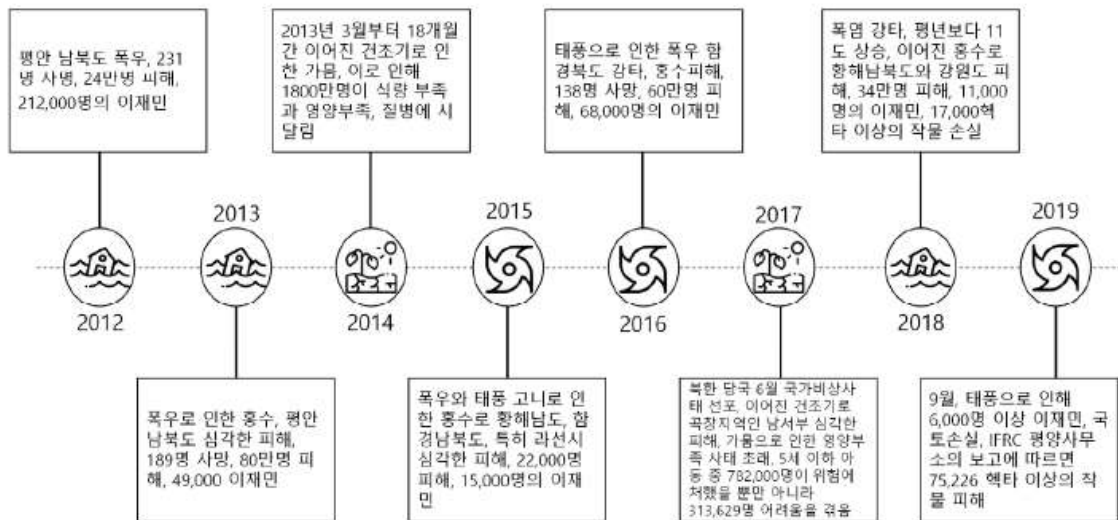 평안 남북도 폭우, 231
명 사명, 24만명 피해,
212,000명의 이재민
2013년 3월부터 18개월
간 이어진 건조기로 인
한 가뭄, 이로 인해
1800만명이 식량 부족
과 영양부족, 질병에 시
달림
태풍으로 인한 폭우 함
경북도 강타, 홍수피해,
138명 사망, 60만명 피
해, 68,000명의 이재민
폭염 강타, 평년보다 11
도 상승, 이어진 홍수로
황해남북도와 강원도 피
해, 34만명 피해, 11,000
명의 이재민, 17,000헥
타 이상의 작물 손실
2013
2015
2017
2019
2012
2014
2016
2018
폭우로 인한 홍수, 평안
남북도 심각한 피해,
189명 사망, 80만명 피
해, 49,000 이재민
폭우와 태풍 고니로 인
한 홍수로 황해남도, 함
경남북도, 특히 라선시
심각한 피해, 22,000명
피해, 15,000명의 이재
민
북한 당국 6월 국가비상사
태 선포, 이어진 건조기로
곡창지역인 남서부 심각한
피해, 가뭄으로 인한 영양부
족 사태 초래, 5세 이하 아
동 중 782,000명이 위험에
처했을 뿐만 아니라
313,629명 어려움을 겪음
9월, 태풍으로 인해
6,000명 이상 이재민, 국
토손실, IFRC 평양사무
소의 보고에 따르면
75,226 헥타 이상의 작
물 피해